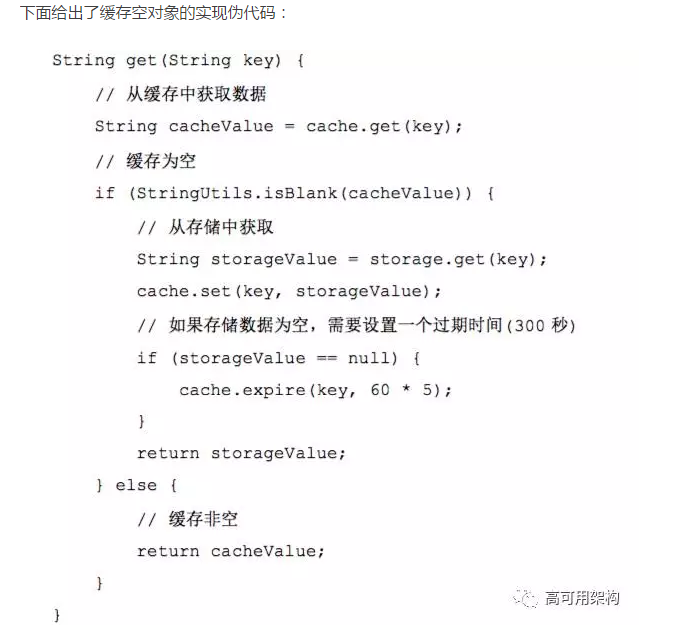 下面给出了缓存空对象的实现伪代码：
String get(String key) {
// 从缓存中获取数据
String cacheValue = cache.get(key);
// 缓存为空
if (StringUtils.isBlank(cacheValue)) {
// 从存储中获取
String storageValue = storage.get(key);
cache.set(key, storageValue);
// 如果存储数据为空，需要设置一个过期时间(300 秒)
if (storageValue == null) {
cache.expire(key, 60 * 5);
}
return storageValue;
} else {
// 缓存非空
return cacheValue;
}
}
高可用架构